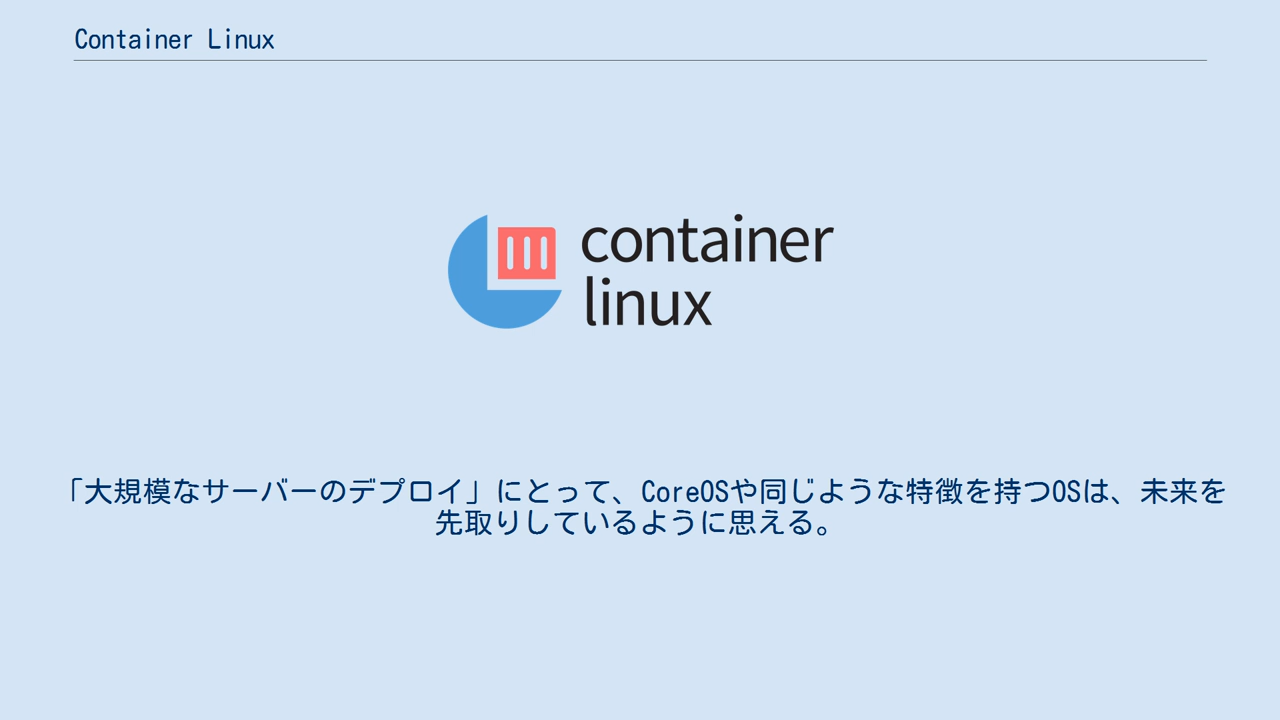 Container Linux
container
linux
「大規模なサーバーのデプロイ」にとって、CoreOSや同じような特徴を持つOSは、未来を
先取りしているように思える。